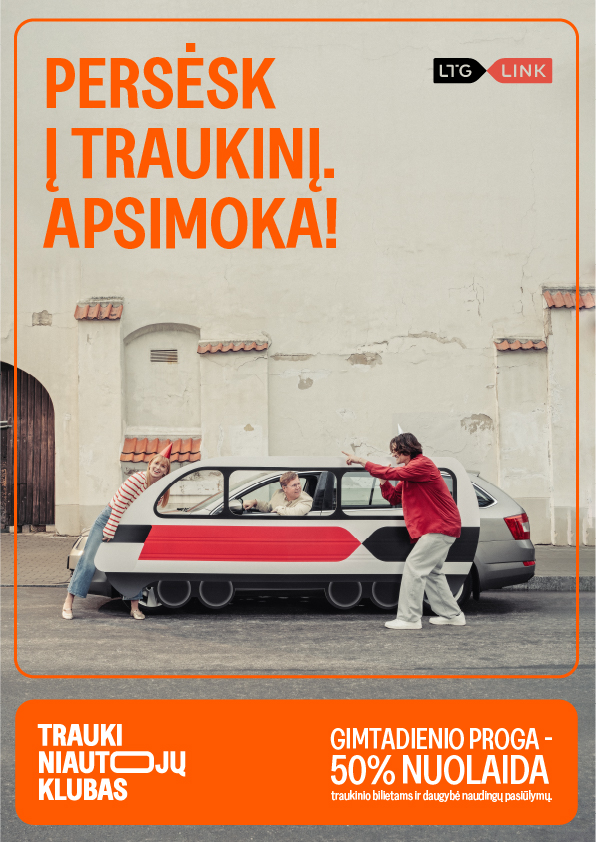 PERSĖSK
Į TRAUKINĮ.
APSIMOKA!
LTG LINK
TRAUKI
NIAUTOJŲ
KLUBAS
GIMTADIENIO PROGA -
50% NUOLAIDA
traukinio bilietams ir daugybė naudingų pasiūlymų.